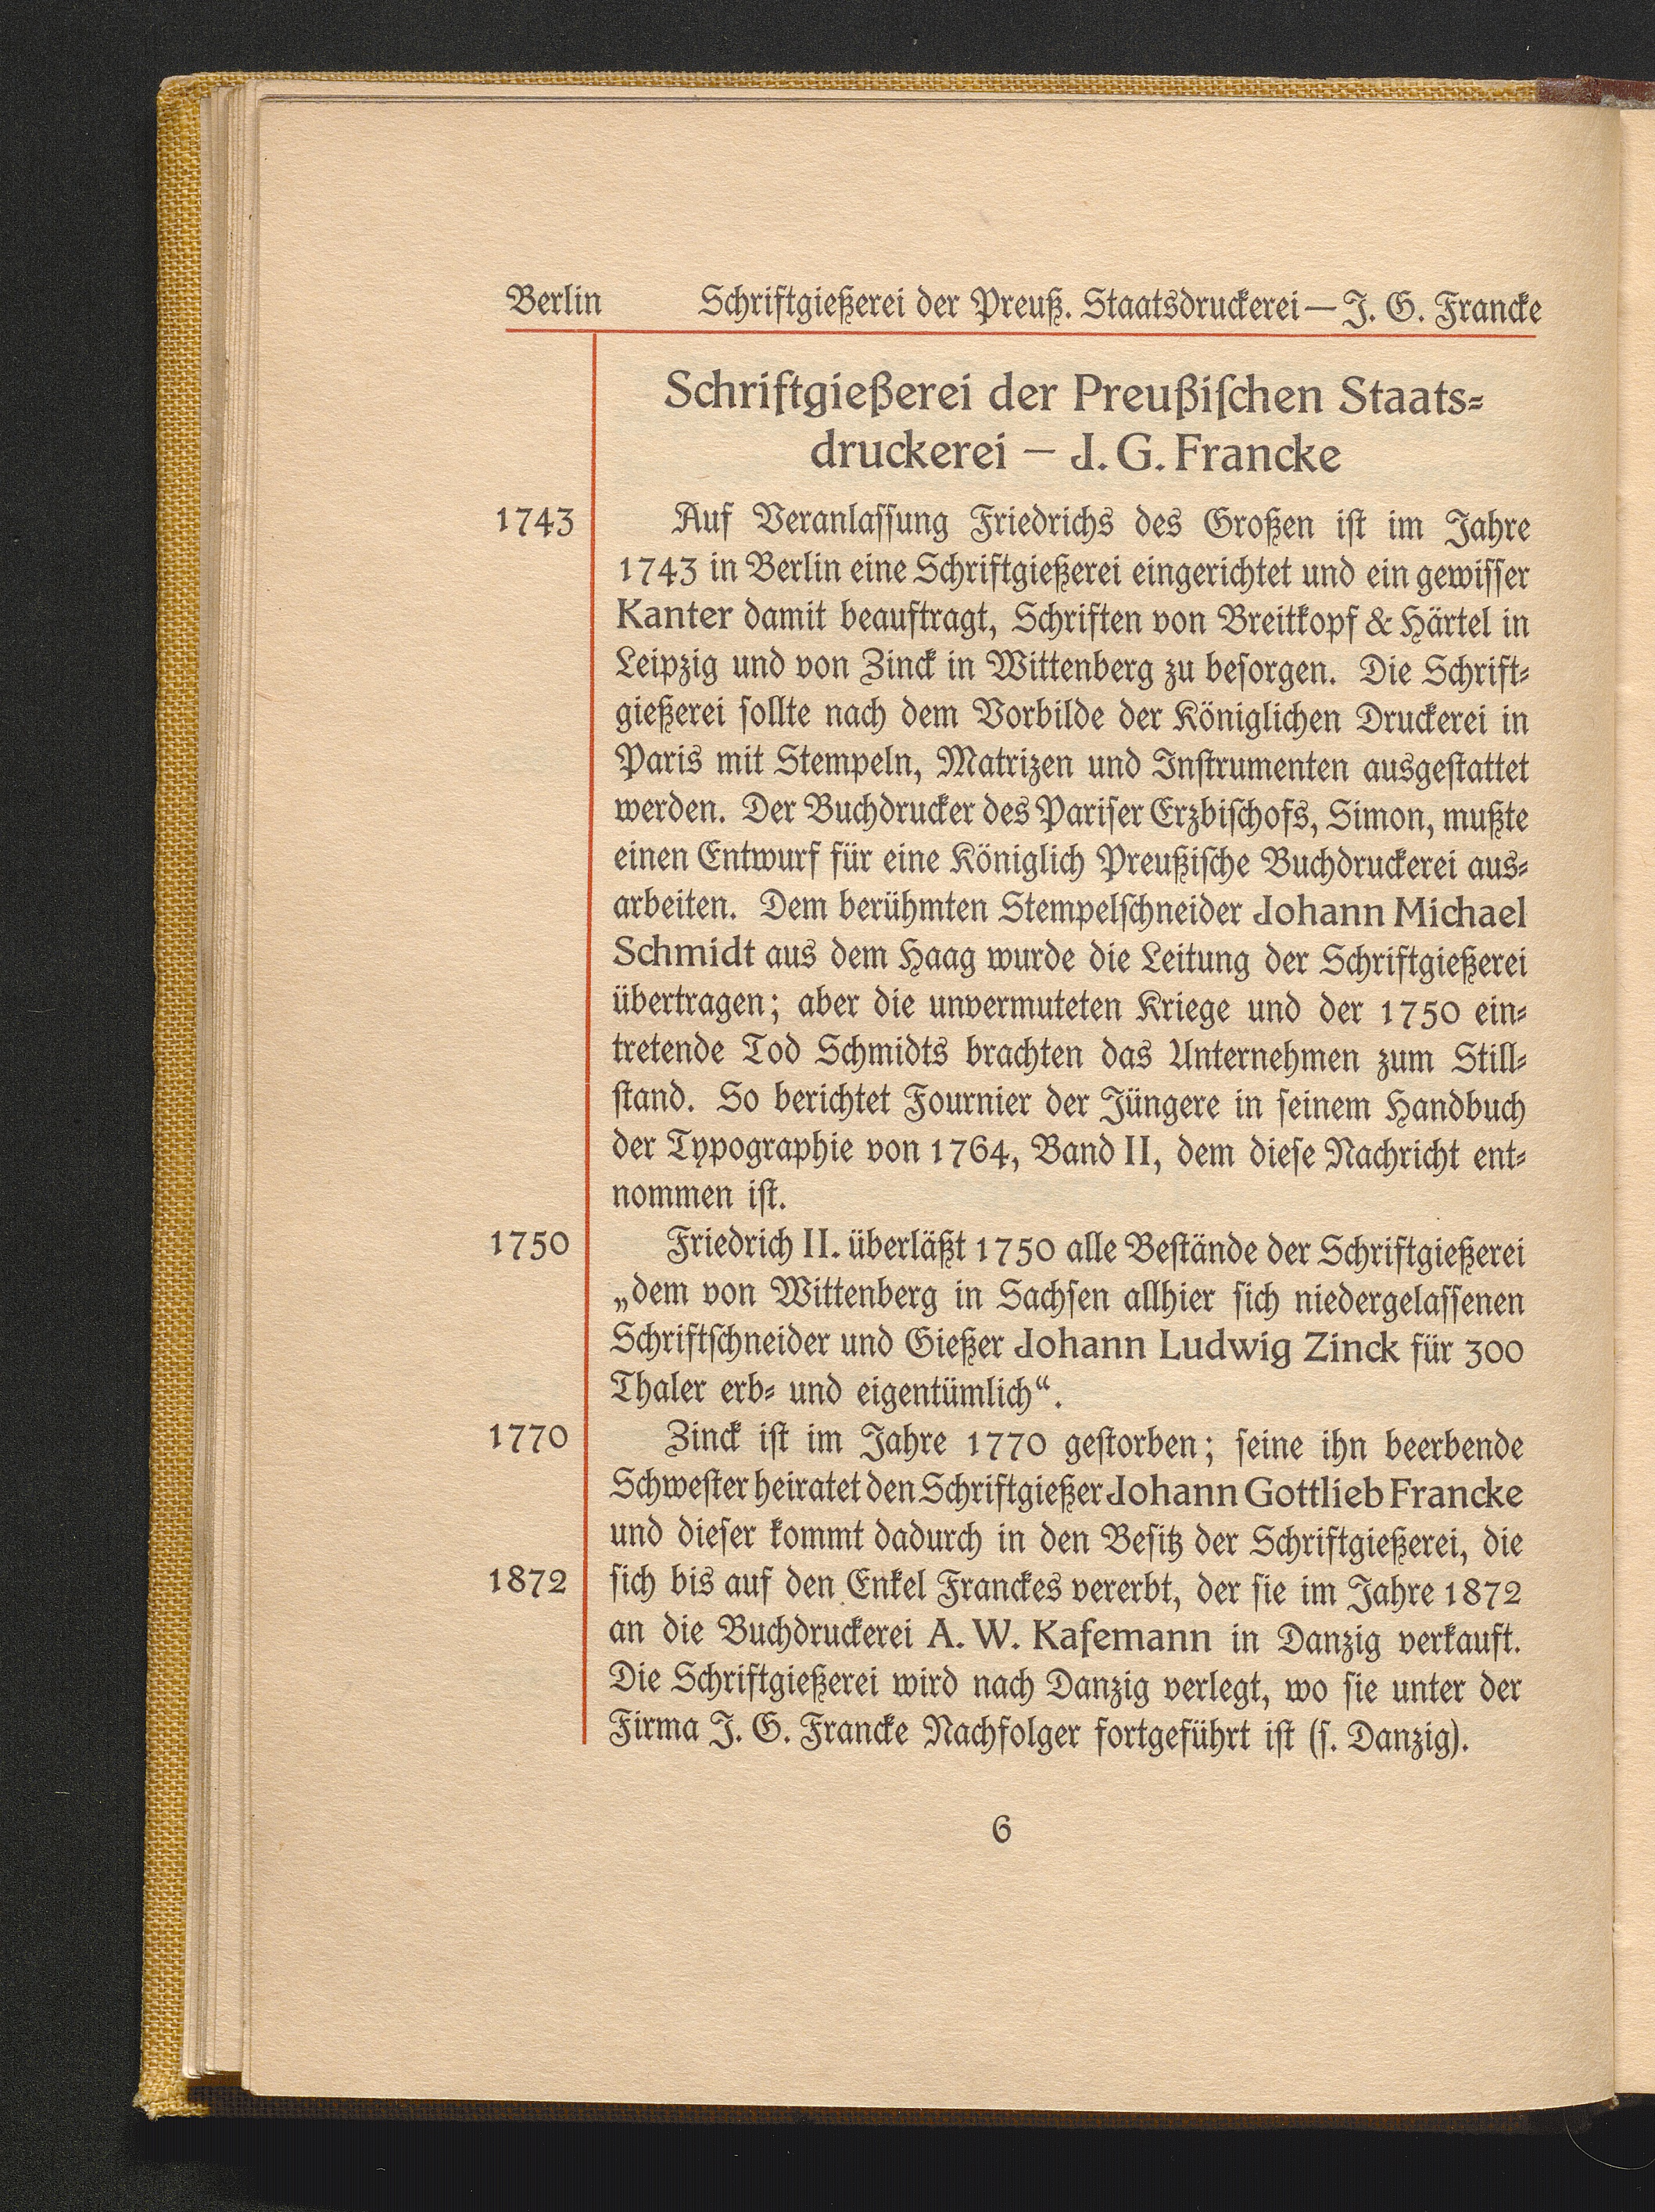 Berlin Schriftgießerei der Preuß. Staatsdruckerei — J. G. Francke
Schriftgießerei der Preußiſchen Staats-
druckerei — J. G. Francke
1743 Auf Veranlaſſung Friedrichs des Großen iſt im Jahre
1743 in Berlin eine Schriftgießerei eingerichtet und ein gewiſſer
Kanter damit beauftragt, Schriften von Breitkopf & Härtel in
Leipzig und von Zinck in Wittenberg zu beſorgen. Die Schrift-
gießerei ſollte nach dem Vorbilde der Königlichen Druckerei in
Paris mit Stempeln, Matrizen und Inſtrumenten ausgeſtattet
werden. Der Buchdrucker des Pariſer Erzbiſchofs, Simon, mußte
einen Entwurf für eine Königlich Preußiſche Buchdruckerei aus-
arbeiten. Dem berühmten Stempelſchneider Johann Michael
Schmidt aus dem Haag wurde die Leitung der Schriftgießerei
übertragen; aber die unvermuteten Kriege und der 1750 ein-
tretende Tod Schmidts brachten das Unternehmen zum Still-
ſtand. So berichtet Fournier der Jüngere in ſeinem Handbuch
der Typographie von 1764, Band II, dem dieſe Nachricht ent-
nommen iſt.
1750 Friedrich II. überläßt 1750 alle Beſtände der Schriftgießerei
„dem von Wittenberg in Sachſen allhier ſich niedergelaſſenen
Schriftſchneider und Gießer Johann Ludwig Zinck für 300
Thaler erb- und eigentümlich“.
1770 Zinck iſt im Jahre 1770 geſtorben; ſeine ihn beerbende
Schweſter heiratet den Schriftgießer Johann Gottlieb Francke
und dieſer kommt dadurch in den Beſitz der Schriftgießerei, die
1872 ſich bis auf den Enkel Franckes vererbt, der ſie im Jahre 1872
an die Buchdruckerei A. W. Kafemann in Danzig verkauft.
Die Schriftgießerei wird nach Danzig verlegt, wo ſie unter der
Firma J. G. Francke Nachfolger fortgeführt iſt (ſ. Danzig).
6